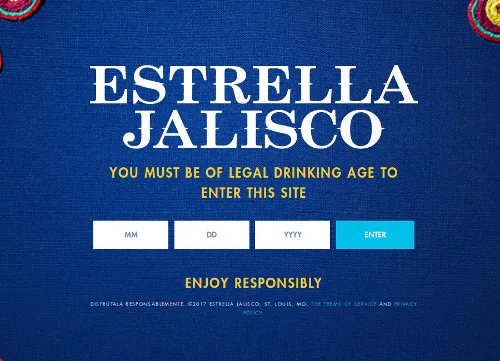 ESTRELLA
JALISCO
YOU MUST BE OF LEGAL DRINKING AGE TO
ENTER THIS SITE
MM DD YYYY ENTER
ENJOY RESPONSIBLY
DISFRÚTALA RESPONSABLEMENTE. ©2017 ESTRELLA JALISCO, ST. LOUIS, MO. THE TERMS OF SERVICE AND PRIVACY
POLICY